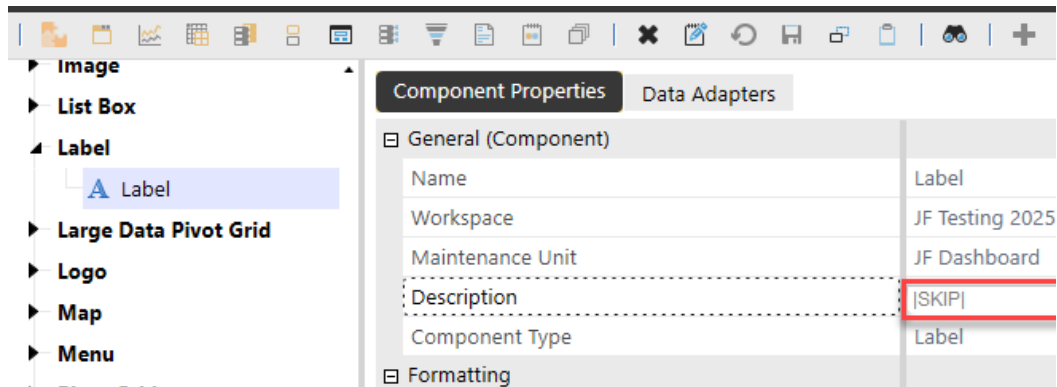 Image
List Box
Label
A Label
Large Data Pivot Grid
Logo
Map
Menu
Component Properties Data Adapters
General (Component)
Name Label
Workspace JF Testing 2025
Maintenance Unit JF Dashboard
Description |SKIP|
Component Type Label
Formatting